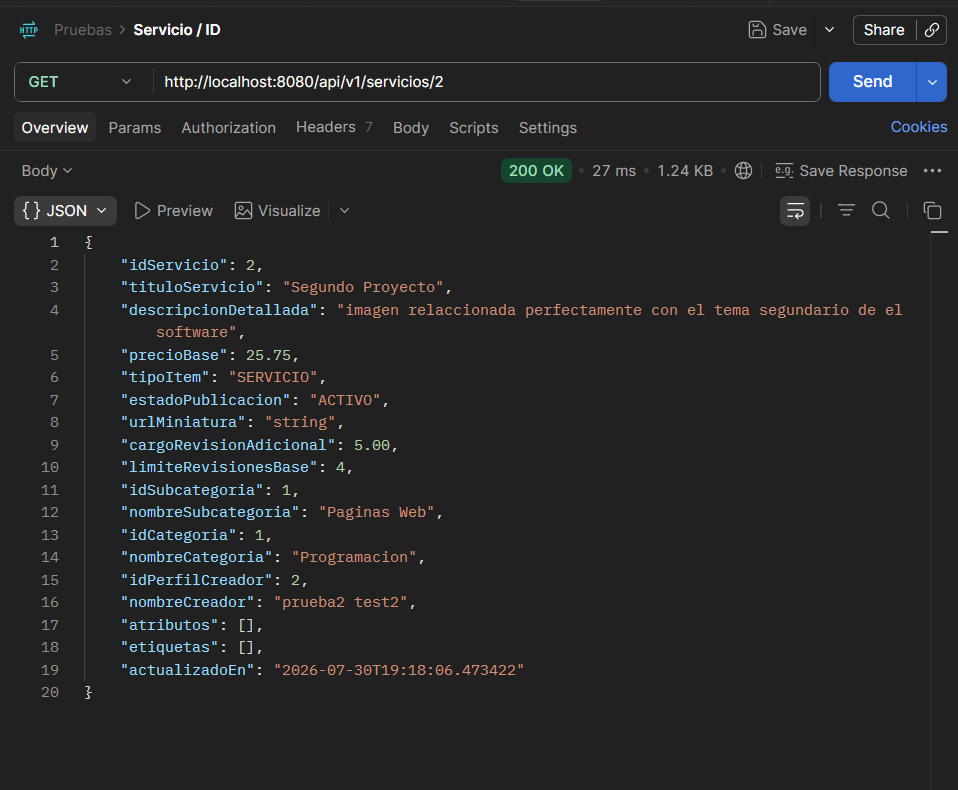 HTTP Pruebas > Servicio / ID Save Share
GET http://localhost:8080/api/v1/servicios/2 Send
Overview Params Authorization Headers 7 Body Scripts Settings Cookies
Body 200 OK • 27 ms • 1.24 KB • e.g. Save Response
{} JSON Preview Visualize
1 {
2 "idServicio": 2,
3 "tituloServicio": "Segundo Proyecto",
4 "descripcionDetallada": "imagen relaccionada perfectamente con el tema segundario de el
software",
5 "precioBase": 25.75,
6 "tipoItem": "SERVICIO",
7 "estadoPublicacion": "ACTIVO",
8 "urlMiniatura": "string",
9 "cargoRevisionAdicional": 5.00,
10 "limiteRevisionesBase": 4,
11 "idSubcategoria": 1,
12 "nombreSubcategoria": "Paginas Web",
13 "idCategoria": 1,
14 "nombreCategoria": "Programacion",
15 "idPerfilCreador": 2,
16 "nombreCreador": "prueba2 test2",
17 "atributos": [],
18 "etiquetas": [],
19 "actualizadoEn": "2026-07-30T19:18:06.473422"
20 }